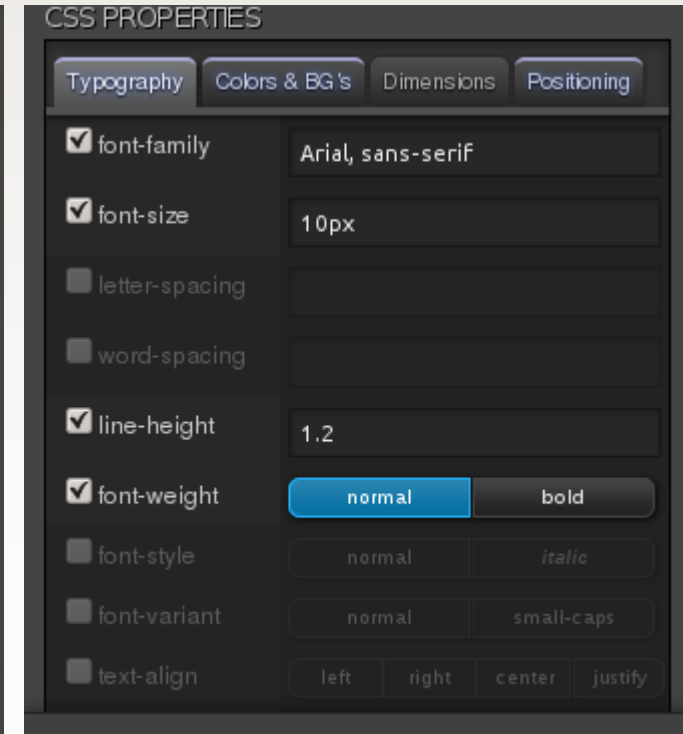 CSS PROPERTIES
Typography Colors & BG's Dimensions Positioning
font-family Arial, sans-serif
font-size 10px
letter-spacing
word-spacing
line-height 1.2
font-weight normal bold
font-style normal italic
font-variant normal small-caps
text-align left right center justify